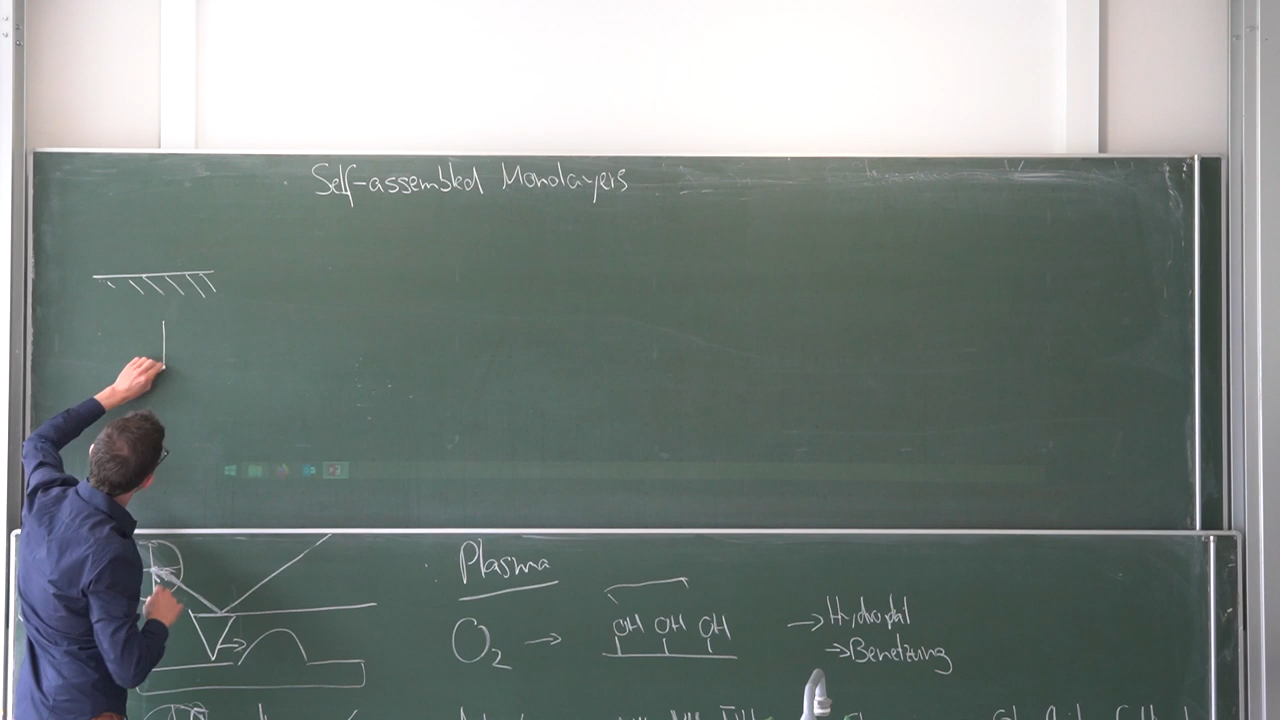 Self-assembled Monolayers
Plasma
O2 → OH OH OH → Hydrophil
→ Benetzung